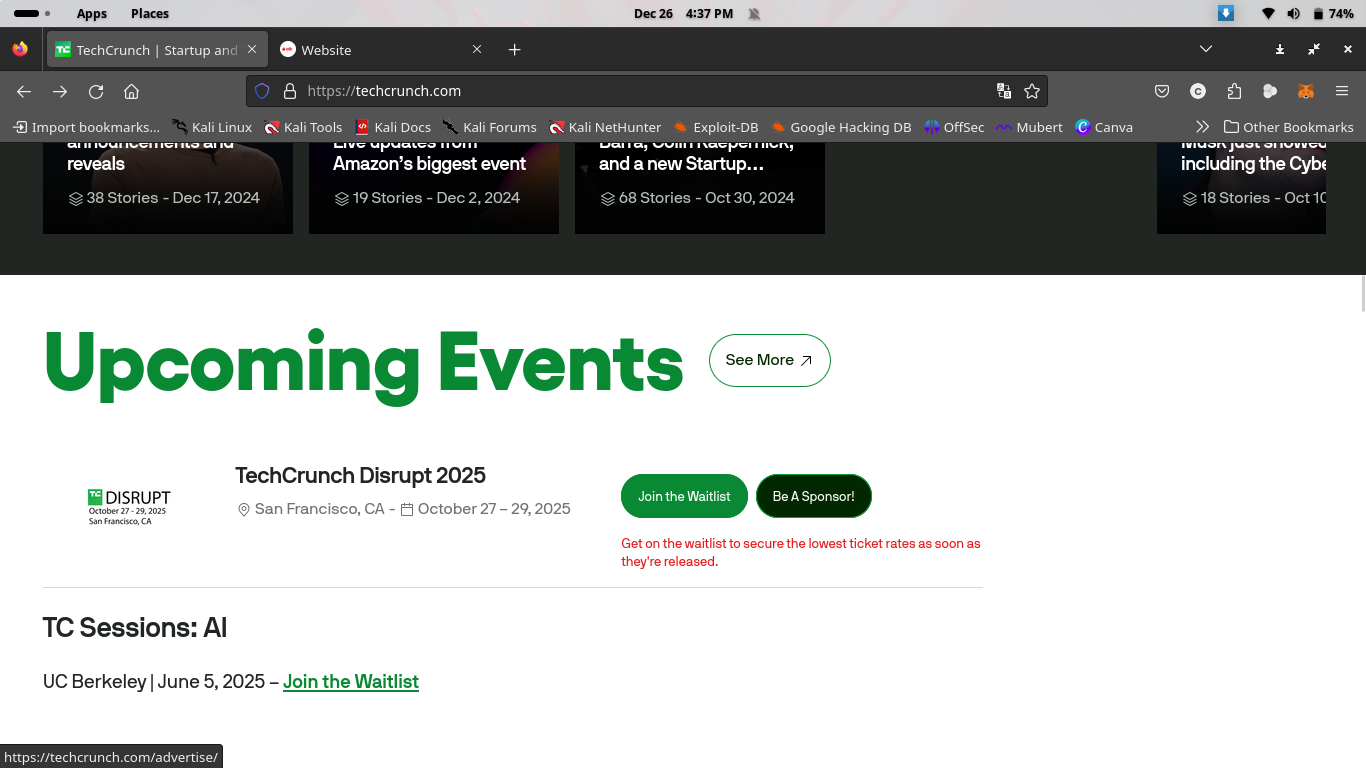 Apps Places Dec 26 4:37 PM 74%
TechCrunch | Startup and Website
https://techcrunch.com
Import bookmarks... Kali Linux Kali Tools Kali Docs Kali Forums Kali NetHunter Exploit-DB Google Hacking DB OffSec Mubert Canva Other Bookmarks
announcements and Live updates from Barra, Colin Kaepernick, Musk just showed
reveals Amazon's biggest event and a new Startup... including the Cybe
38 Stories - Dec 17, 2024 19 Stories - Dec 2, 2024 68 Stories - Oct 30, 2024 18 Stories - Oct 10
Upcoming Events See More
TechCrunch Disrupt 2025
San Francisco, CA - October 27 – 29, 2025
TC DISRUPT
October 27 - 29, 2025
San Francisco, CA
Join the Waitlist Be A Sponsor!
Get on the waitlist to secure the lowest ticket rates as soon as
they're released.
TC Sessions: AI
UC Berkeley | June 5, 2025 – Join the Waitlist
https://techcrunch.com/advertise/